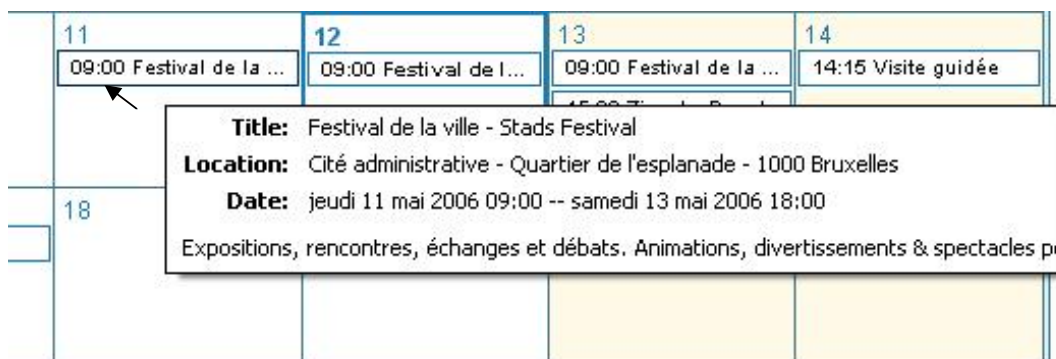 11
12
13
14
09:00 Festival de la ...
09:00 Festival de l...
09:00 Festival de la ...
14:15 Visite guidée
Title: Festival de la ville - Stads Festival
Location: Cité administrative - Quartier de l'esplanade - 1000 Bruxelles
Date: jeudi 11 mai 2006 09:00 -- samedi 13 mai 2006 18:00
18
Expositions, rencontres, échanges et débats. Animations, divertissements & spectacles